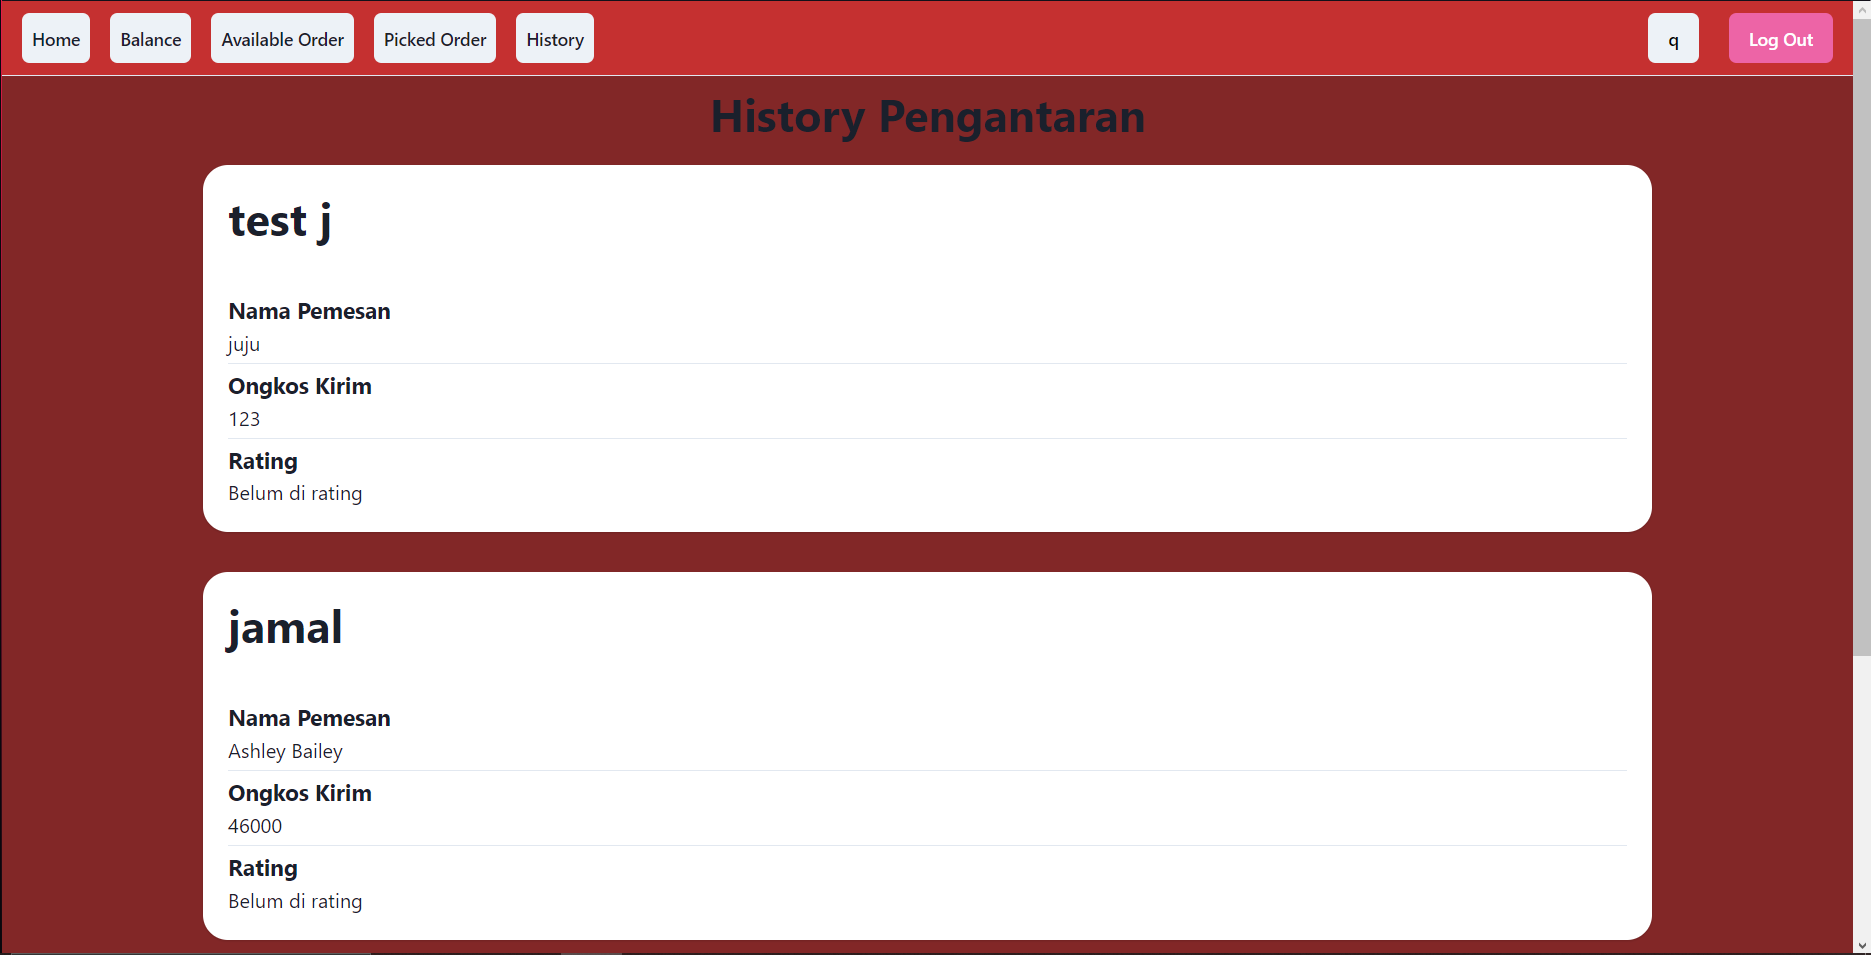 Home Balance Available Order Picked Order History q Log Out
History Pengantaran
test j
Nama Pemesan
juju
Ongkos Kirim
123
Rating
Belum di rating
jamal
Nama Pemesan
Ashley Bailey
Ongkos Kirim
46000
Rating
Belum di rating